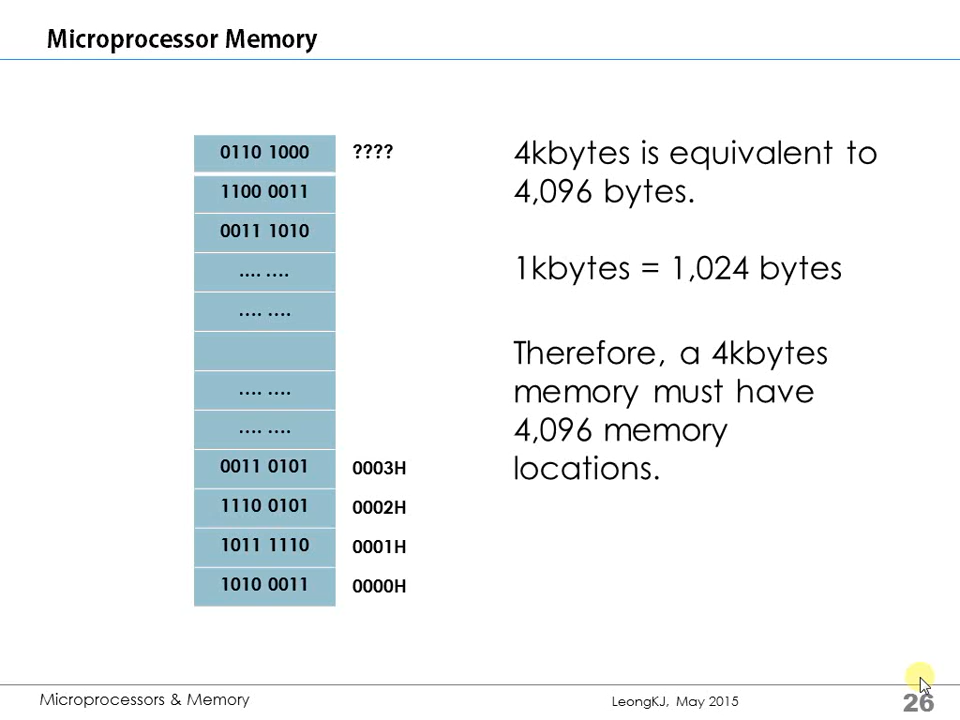 Microprocessor Memory
0110 1000 ????
1100 0011
0011 1010
.... ....
.... ....
.... ....
.... ....
0011 0101 0003H
1110 0101 0002H
1011 1110 0001H
1010 0011 0000H
4kbytes is equivalent to
4,096 bytes.
1kbytes = 1,024 bytes
Therefore, a 4kbytes
memory must have
4,096 memory
locations.
Microprocessors & Memory
LeongKJ, May 2015
26